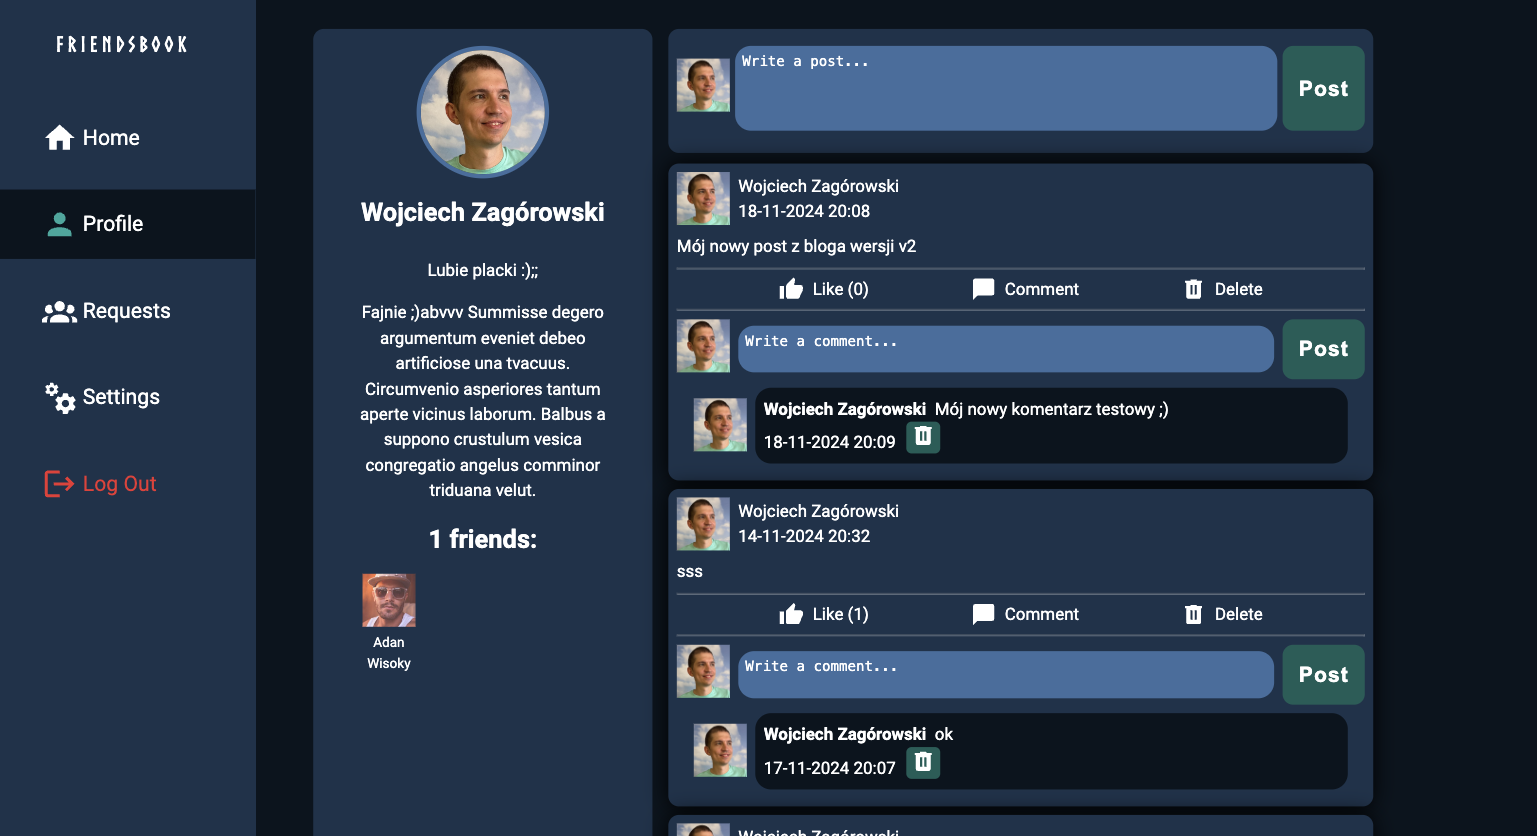 FRIENDSBOOK
Home
Profile
Requests
Settings
Log Out
Wojciech Zagórowski
Lubie placki :);;
Fajnie ;)abvvv Summisse degero
argumentum eveniet debeo
artificiose una tvacuus.
Circumvenio asperiores tantum
aperte vicinus laborum. Balbus a
suppono crustulum vesica
congregatio angelus comminor
triduana velut.
1 friends:
Adan
Wisoky
Write a post...
Post
Wojciech Zagórowski
18-11-2024 20:08
Mój nowy post z bloga wersji v2
Like (0) Comment Delete
Write a comment...
Post
Wojciech Zagórowski Mój nowy komentarz testowy ;)
18-11-2024 20:09
Wojciech Zagórowski
14-11-2024 20:32
sss
Like (1) Comment Delete
Write a comment...
Post
Wojciech Zagórowski ok
17-11-2024 20:07
Wojciech Zagórowski